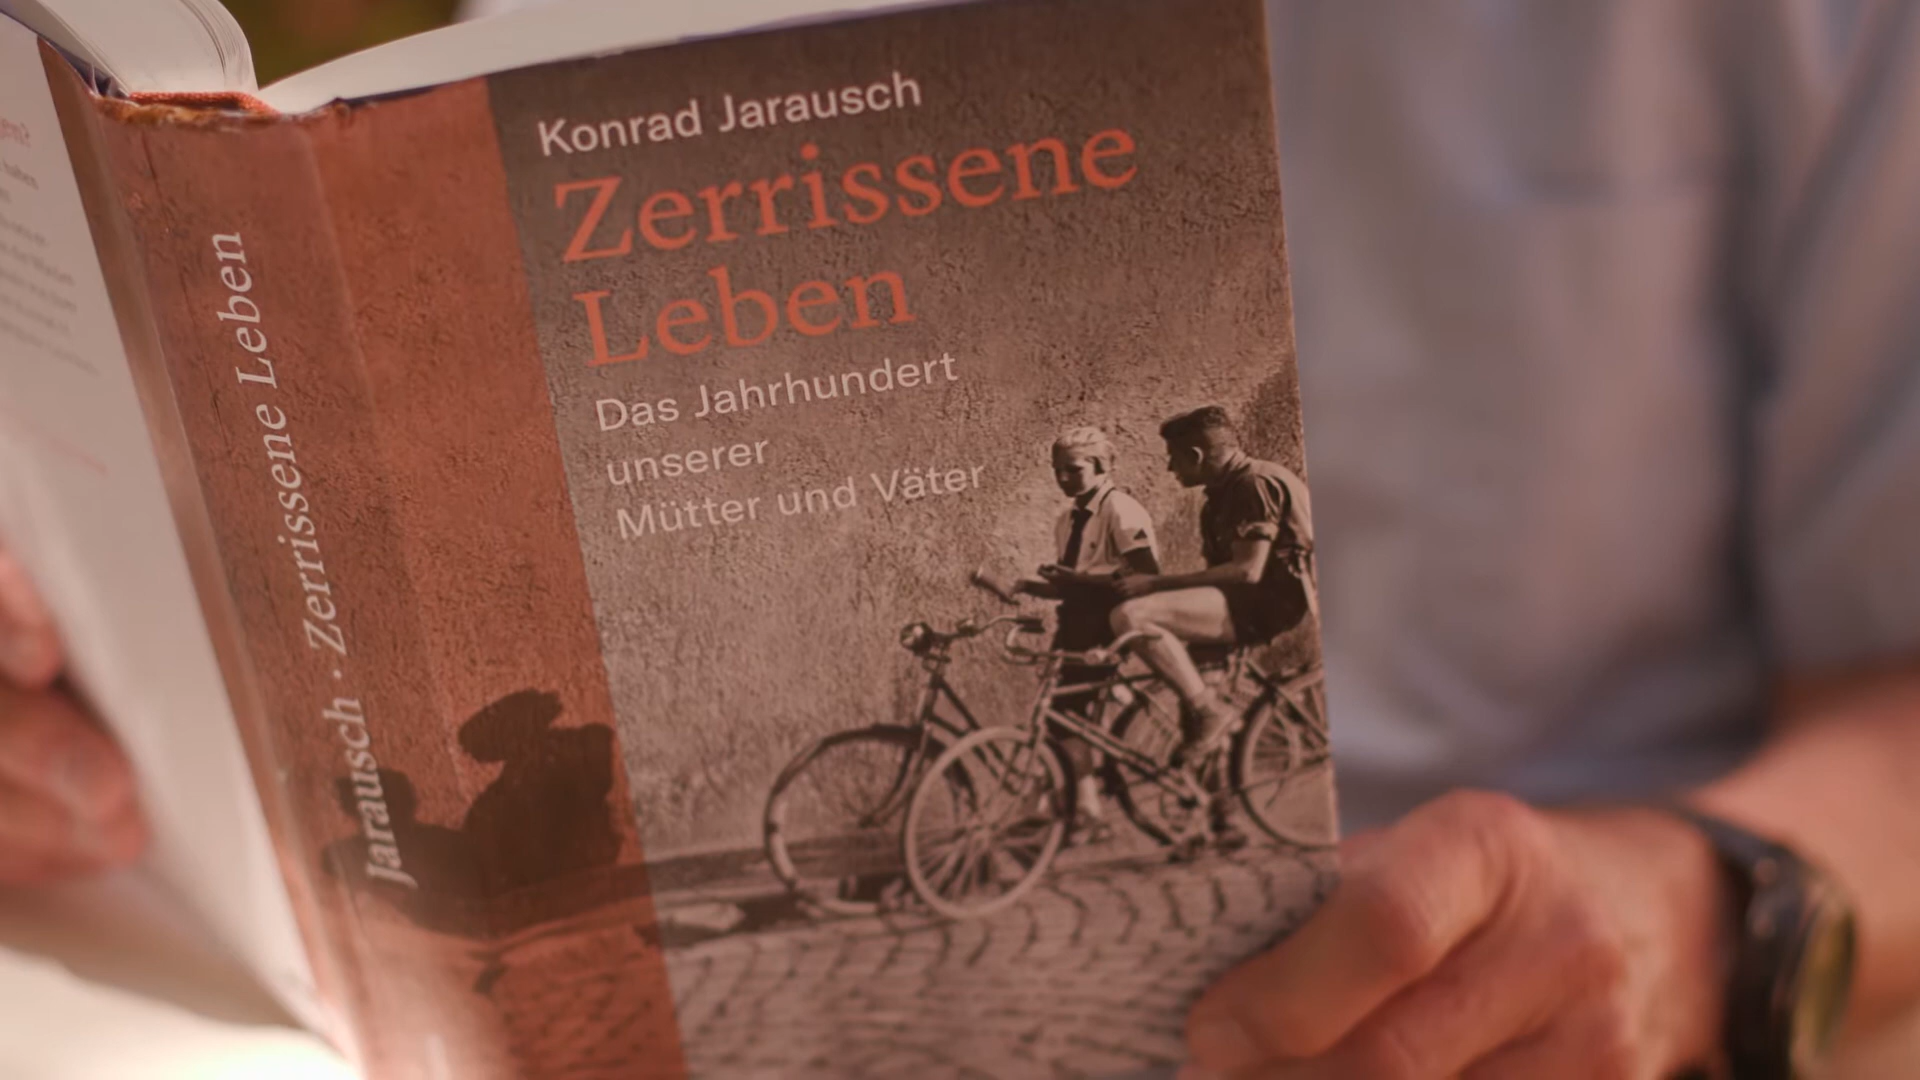 Konrad Jarausch
Zerrissene
Leben
Das Jahrhundert
unserer
Mütter und Väter
Jarausch · Zerrissene Leben